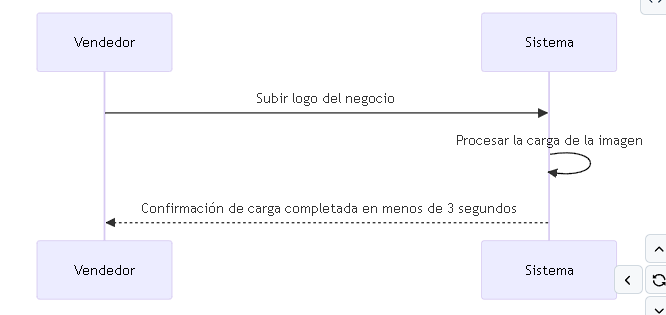 Vendedor
Sistema
Subir logo del negocio
Procesar la carga de la imagen
Confirmación de carga completada en menos de 3 segundos
Vendedor
Sistema